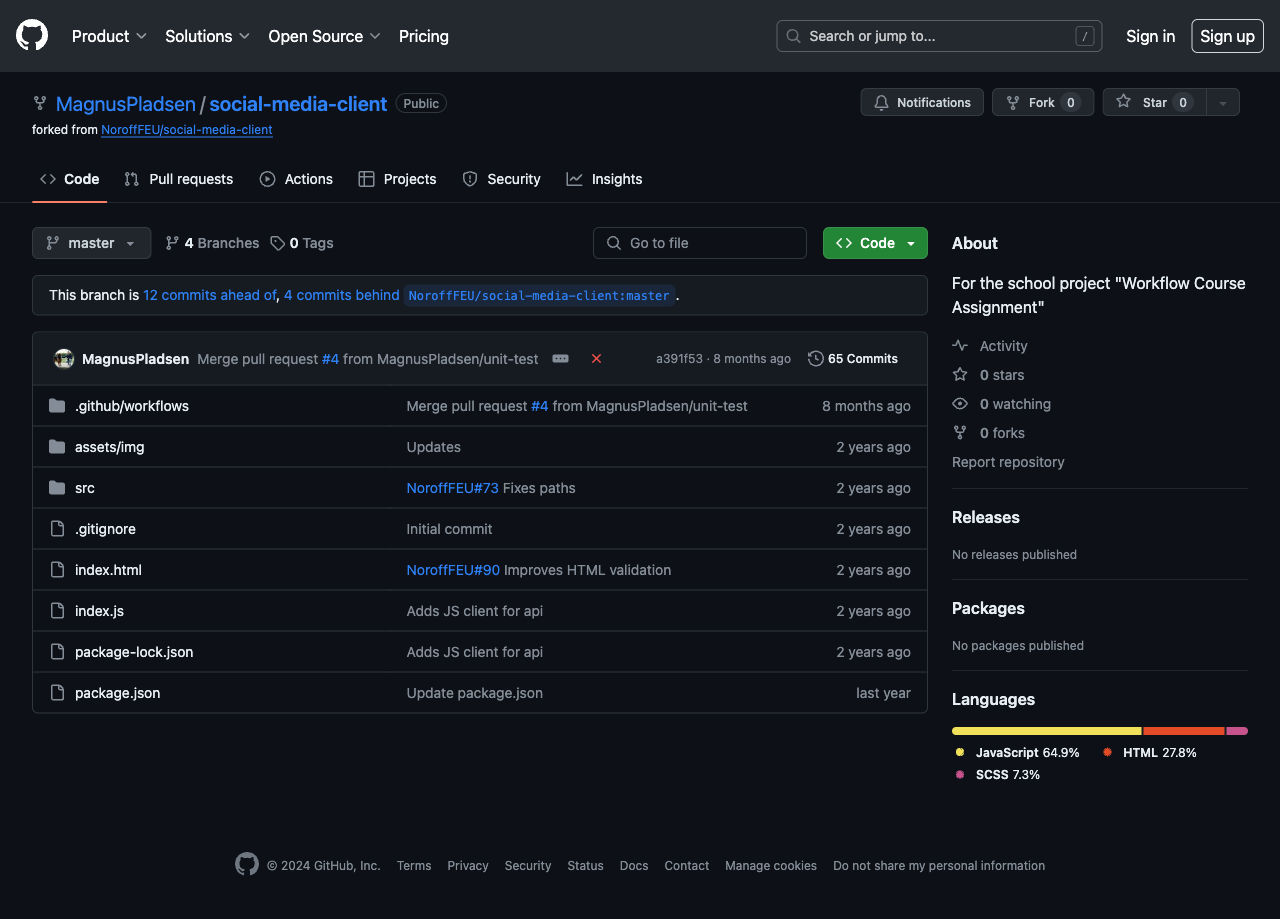 Product Solutions Open Source Pricing Search or jump to... / Sign in Sign up
MagnusPladsen / social-media-client Public Notifications Fork 0 Star 0
forked from NoroffFEU/social-media-client
Code Pull requests Actions Projects Security Insights
master 4 Branches 0 Tags Go to file Code
This branch is 12 commits ahead of, 4 commits behind NoroffFEU/social-media-client:master .
MagnusPladsen Merge pull request #4 from MagnusPladsen/unit-test a391f53 · 8 months ago 65 Commits
.github/workflows Merge pull request #4 from MagnusPladsen/unit-test 8 months ago
assets/img Updates 2 years ago
src NoroffFEU#73 Fixes paths 2 years ago
.gitignore Initial commit 2 years ago
index.html NoroffFEU#90 Improves HTML validation 2 years ago
index.js Adds JS client for api 2 years ago
package-lock.json Adds JS client for api 2 years ago
package.json Update package.json last year
About
For the school project "Workflow Course
Assignment"
Activity
0 stars
0 watching
0 forks
Report repository
Releases
No releases published
Packages
No packages published
Languages
JavaScript 64.9% HTML 27.8%
SCSS 7.3%
© 2024 GitHub, Inc. Terms Privacy Security Status Docs Contact Manage cookies Do not share my personal information